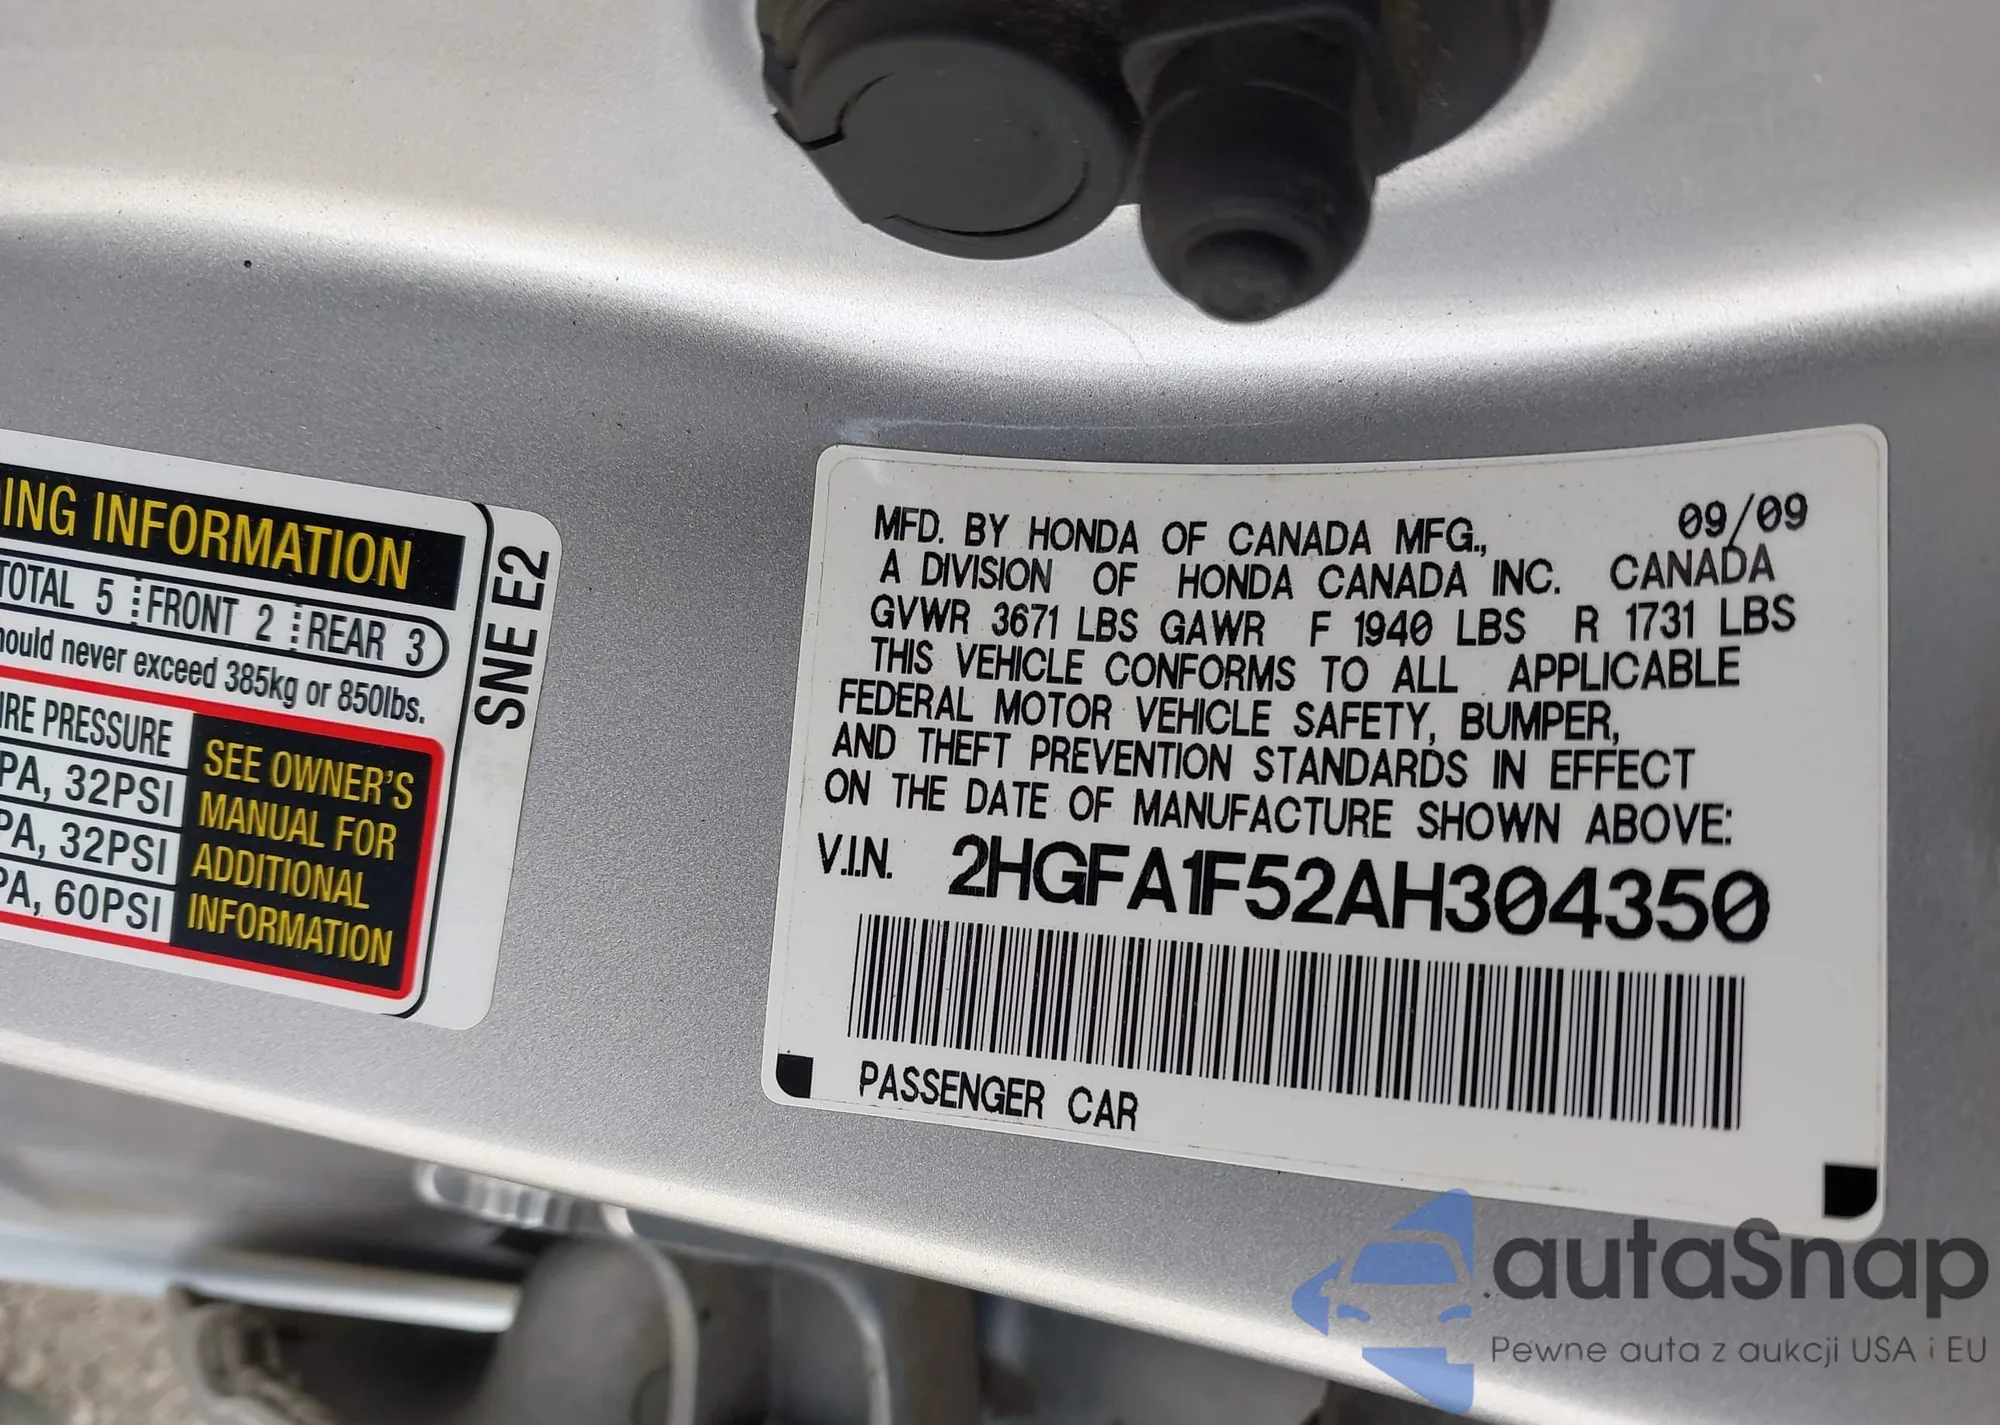 ING INFORMATION
TOTAL 5 FRONT 2 REAR 3
should never exceed 385kg or 850lbs.
TIRE PRESSURE
PA, 32PSI
PA, 32PSI
PA, 60PSI
SEE OWNER'S
MANUAL FOR
ADDITIONAL
INFORMATION
SNE E2
MFD. BY HONDA OF CANADA MFG., 09/09
A DIVISION OF HONDA CANADA INC. CANADA
GVWR 3671 LBS GAWR F 1940 LBS R 1731 LBS
THIS VEHICLE CONFORMS TO ALL APPLICABLE
FEDERAL MOTOR VEHICLE SAFETY, BUMPER,
AND THEFT PREVENTION STANDARDS IN EFFECT
ON THE DATE OF MANUFACTURE SHOWN ABOVE:
V.I.N. 2HGFA1F52AH304350
PASSENGER CAR
autaSnap
Pewne auta z aukcji USA i EU